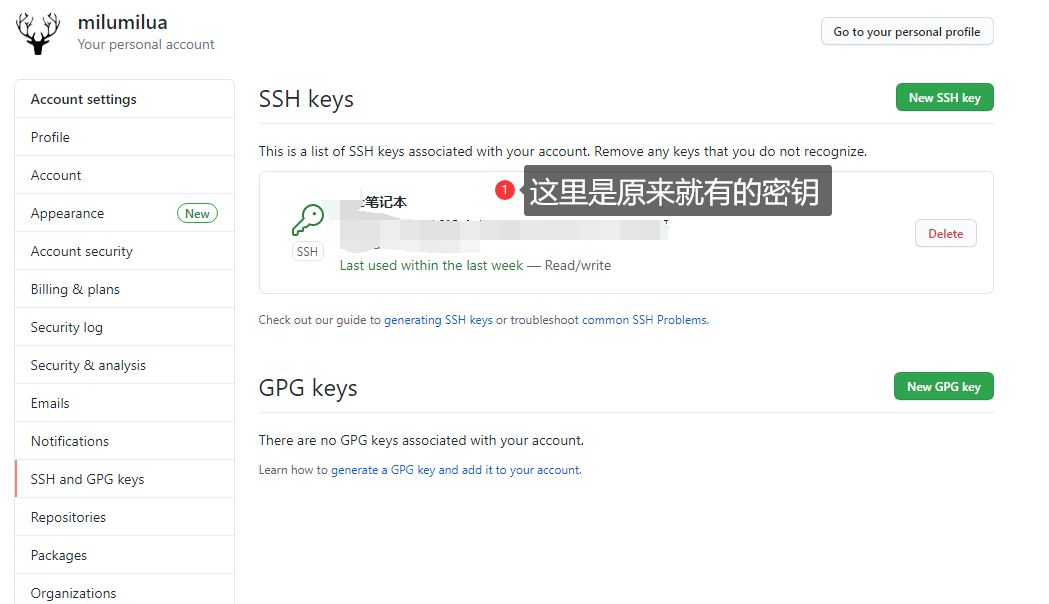 milumilua
Your personal account
Go to your personal profile
Account settings
Profile
Account
Appearance
New
Account security
Billing & plans
Security log
Security & analysis
Emails
Notifications
SSH and GPG keys
Repositories
Packages
Organizations
SSH keys
New SSH key
This is a list of SSH keys associated with your account. Remove any keys that you do not recognize.
1
这里是原来就有的密钥
笔记本
SSH
Last used within the last week — Read/write
Delete
Check out our guide to generating SSH keys or troubleshoot common SSH Problems.
GPG keys
New GPG key
There are no GPG keys associated with your account.
Learn how to generate a GPG key and add it to your account.